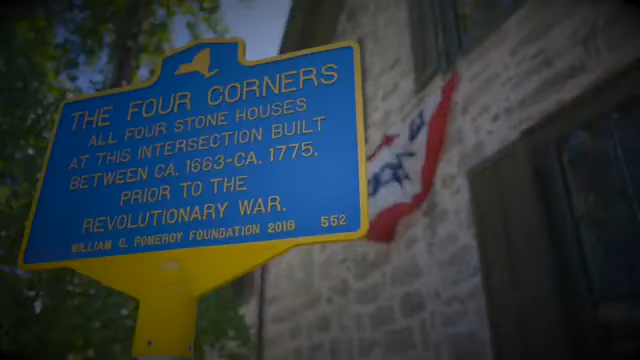 THE FOUR CORNERS
ALL FOUR STONE HOUSES
AT THIS INTERSECTION BUILT
BETWEEN CA. 1663-CA. 1775,
PRIOR TO THE
REVOLUTIONARY WAR.
WILLIAM G. POMEROY FOUNDATION 2018 552